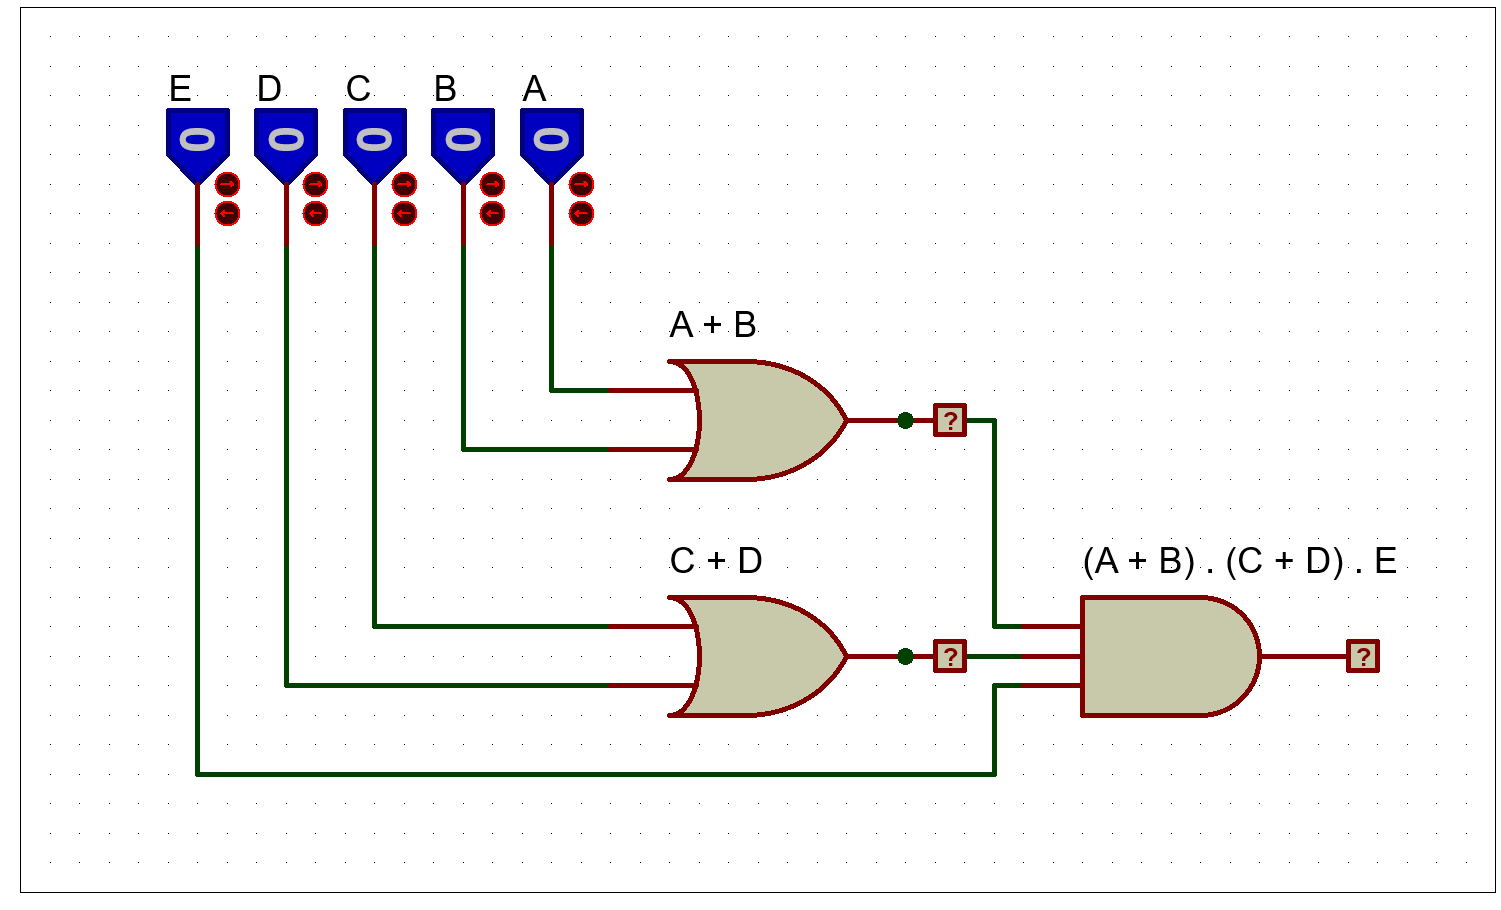 E D C B A
0 0 0 0 0
A + B
?
C + D
(A + B) . (C + D) . E
? ?